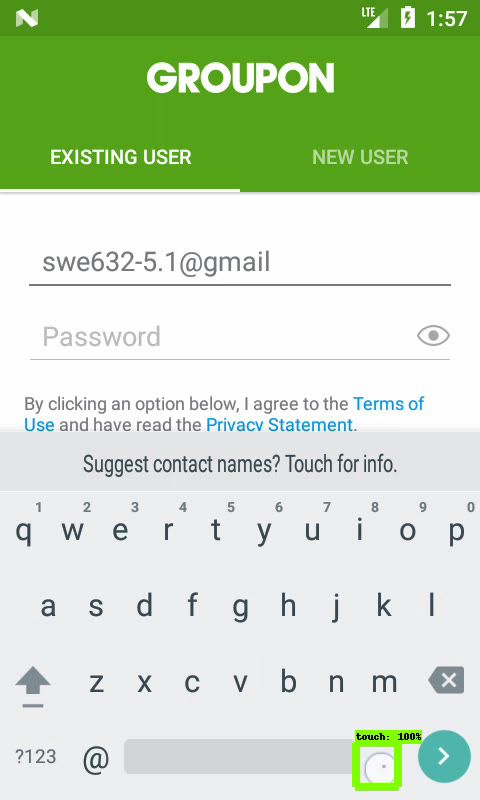 LTE 1:57
GROUPON
EXISTING USER NEW USER
swe632-5.1@gmail
Password
By clicking an option below, I agree to the Terms of
Use and have read the Privacy Statement.
Suggest contact names? Touch for info.
1 2 3 4 5 6 7 8 9 0
q w e r t y u i o p
a s d f g h j k l
z x c v b n m
touch: 100%
?123 @ .